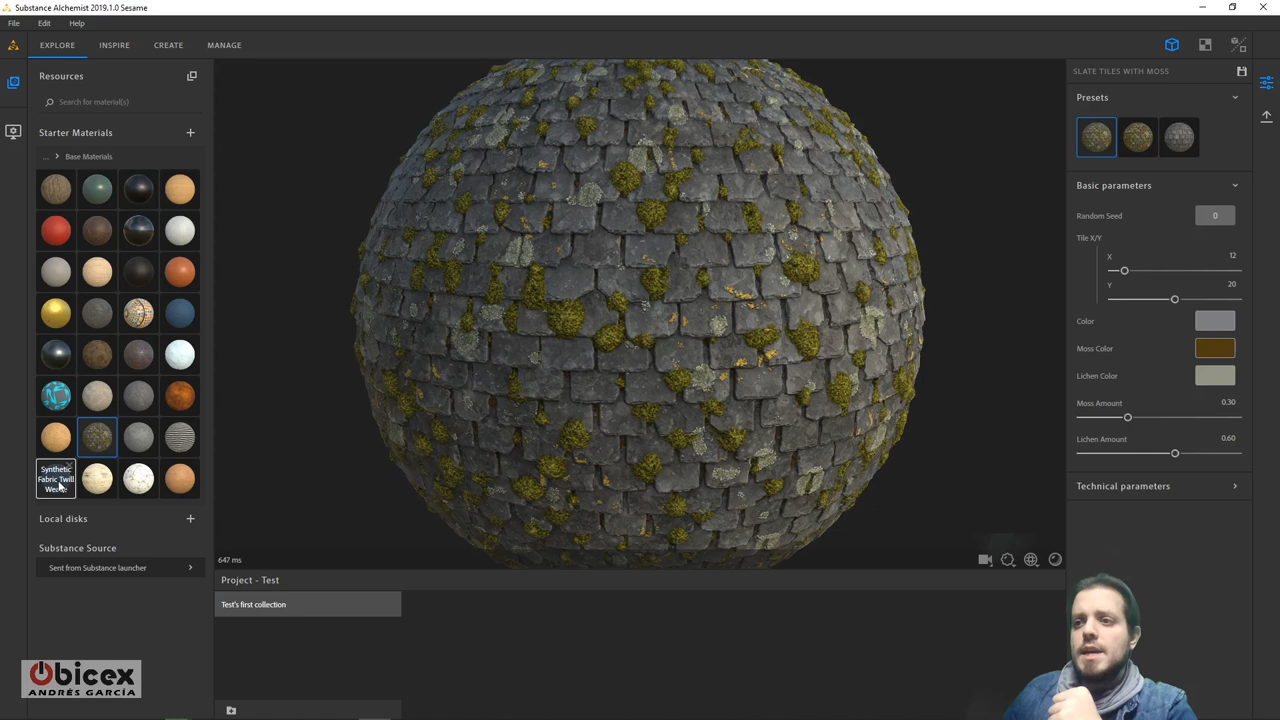 Substance Alchemist 2019.1.0 Sesame
File Edit Help
EXPLORE INSPIRE CREATE MANAGE
Resources
Search for material(s)
Starter Materials
... Base Materials
Synthetic
Fabric Twill
Weave
Local disks
Substance Source
Sent from Substance launcher
647 ms
Project - Test
Test's first collection
SLATE TILES WITH MOSS
Presets
Basic parameters
Random Seed 0
Tile X/Y
X 12
Y 20
Color
Moss Color
Lichen Color
Moss Amount 0.30
Lichen Amount 0.60
Technical parameters
Obicex
ANDRÉS GARCÍA